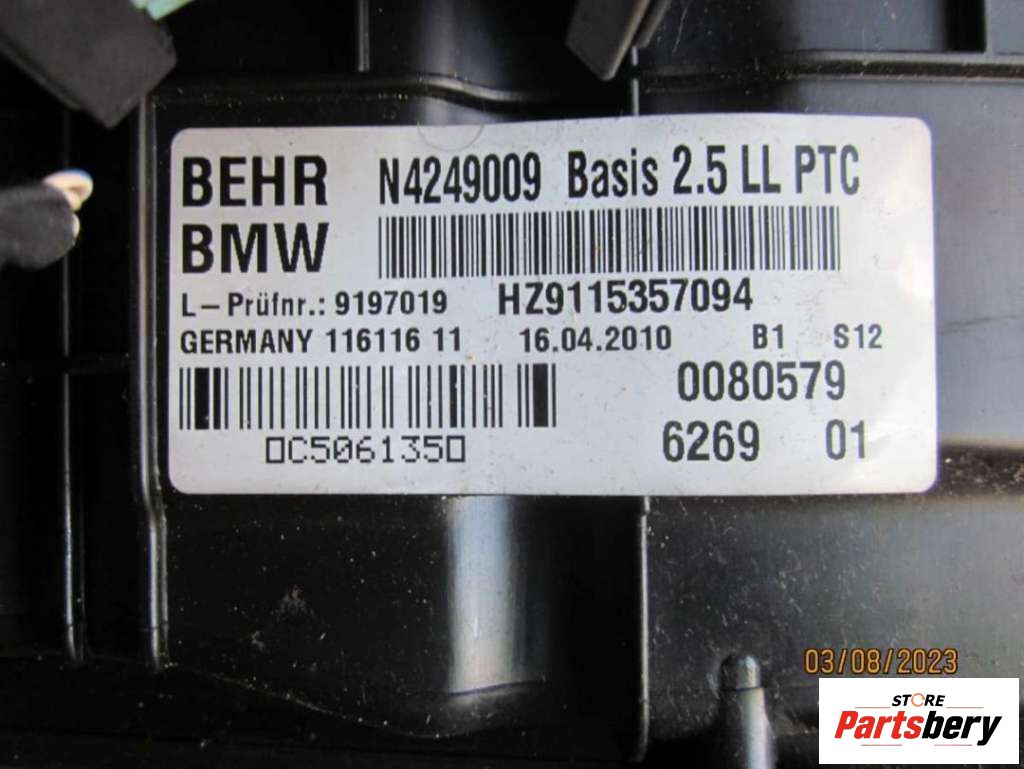 BEHR N4249009 Basis 2.5 LL PTC
BMW
L-Prüfnr.: 9197019 HZ9115357094
GERMANY 116116 11 16.04.2010 B1 S12
0080579
C506135
6269 01
03/08/2023
STORE
Partsbery